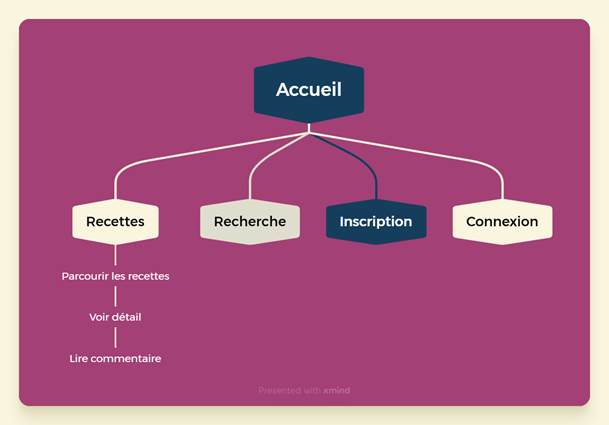 Accueil
Recettes
Recherche
Inscription
Connexion
Parcourir les recettes
Voir détail
Lire commentaire
Presented with xmind